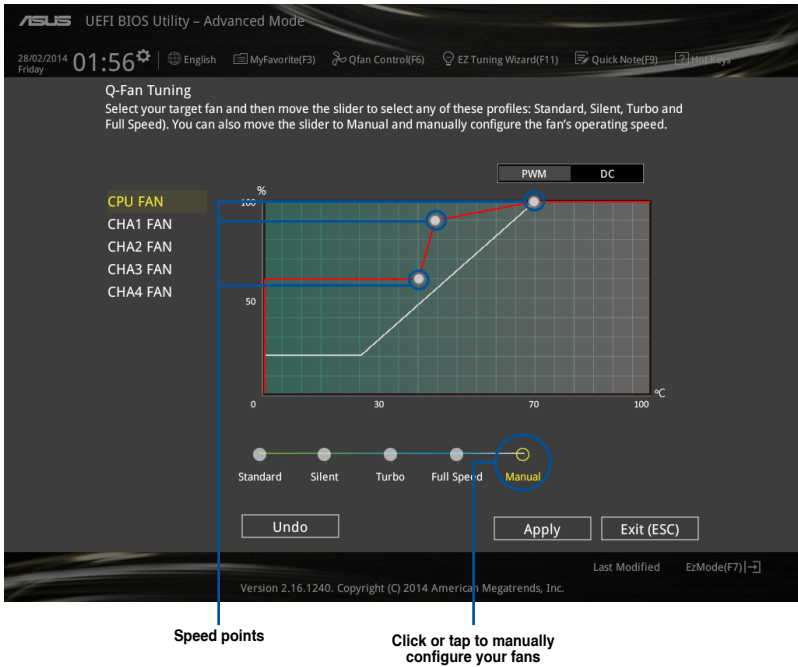 ASUS UEFI BIOS Utility – Advanced Mode
28/02/2014
Friday
01:56
English MyFavorite(F3) Qfan Control(F6) EZ Tuning Wizard(F11) Quick Note(F9) ? Hot Keys
Q-Fan Tuning
Select your target fan and then move the slider to select any of these profiles: Standard, Silent, Turbo and
Full Speed). You can also move the slider to Manual and manually configure the fan's operating speed.
PWM DC
CPU FAN
CHA1 FAN
CHA2 FAN
CHA3 FAN
CHA4 FAN
%
100
50
0 30 70 100
ºC
Standard Silent Turbo Full Speed Manual
Undo Apply Exit (ESC)
Last Modified EzMode(F7)
Version 2.16.1240. Copyright (C) 2014 American Megatrends, Inc.
Speed points
Click or tap to manually
configure your fans